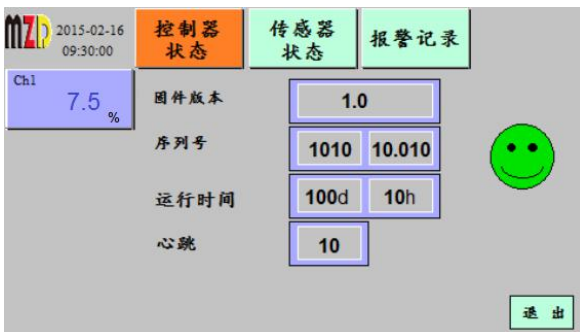 MZD 2015-02-16
09:30:00
控制器
状态
传感器
状态
报警记录
Ch1
7.5 %
固件版本 1.0
序列号 1010 10.010
运行时间 100d 10h
心跳 10
退 出